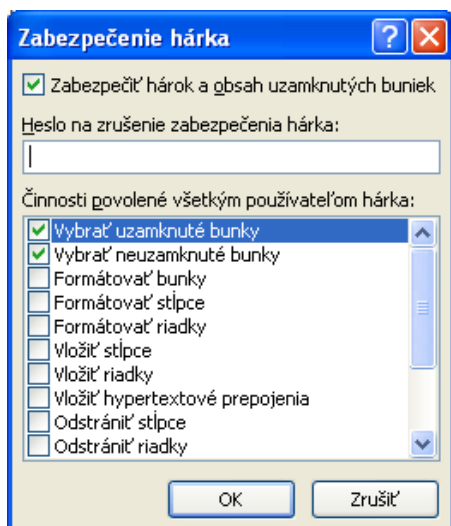 Zabezpečenie hárka
Zabezpečiť hárok a obsah uzamknutých buniek
Heslo na zrušenie zabezpečenia hárka:
Činnosti povolené všetkým používateľom hárka:
Vybrať uzamknuté bunky
Vybrať neuzamknuté bunky
Formátovať bunky
Formátovať stĺpce
Formátovať riadky
Vložiť stĺpce
Vložiť riadky
Vložiť hypertextové prepojenia
Odstrániť stĺpce
Odstrániť riadky
OK Zrušiť